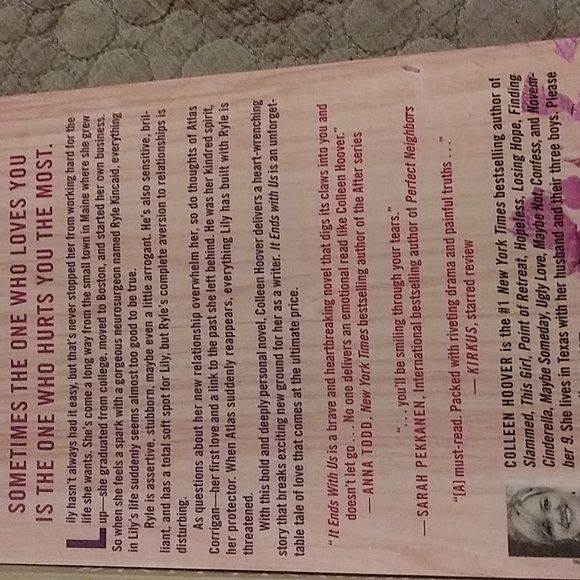 SOMETIMES THE ONE WHO LOVES YOU
IS THE ONE WHO HURTS YOU THE MOST.
Lily hasn't always had it easy, but that's never stopped her from working hard for the
life she wants. She's come a long way from the small town in Maine where she grew
up—she graduated from college, moved to Boston, and started her own business.
So when she feels a spark with a gorgeous neurosurgeon named Ryle Kincaid, everything
in Lily's life suddenly seems almost too good to be true.
Ryle is assertive, stubborn, maybe even a little arrogant. He's also sensitive, bril-
liant, and has a total soft spot for Lily, but Ryle's complete aversion to relationships is
disturbing.
As questions about her new relationship overwhelm her, so do thoughts of Atlas
Corrigan—her first love and a link to the past she left behind. He was her kindred spirit,
her protector. When Atlas suddenly reappears, everything Lily has built with Ryle is
threatened.
With this bold and deeply personal novel, Colleen Hoover delivers a heart-wrenching
story that breaks exciting new ground for her as a writer. It Ends with Us is an unforget-
table tale of love that comes at the ultimate price.
"It Ends With Us is a brave and heartbreaking novel that digs its claws into you and
doesn't let go . . . . No one delivers an emotional read like Colleen Hoover."
—ANNA TODD, New York Times bestselling author of the After series
". . . you'll be smiling through your tears."
—SARAH PEKKANEN, International bestselling author of Perfect Neighbors
"[A] must-read. Packed with riveting drama and painful truths . . ."
—KIRKUS, starred review
COLLEEN HOOVER is the #1 New York Times bestselling author of
Slammed, This Girl, Point of Retreat, Hopeless, Losing Hope, Finding
Cinderella, Maybe Someday, Ugly Love, Maybe Not, Confess, and Novem-
ber 9. She lives in Texas with her husband and their three boys. Please